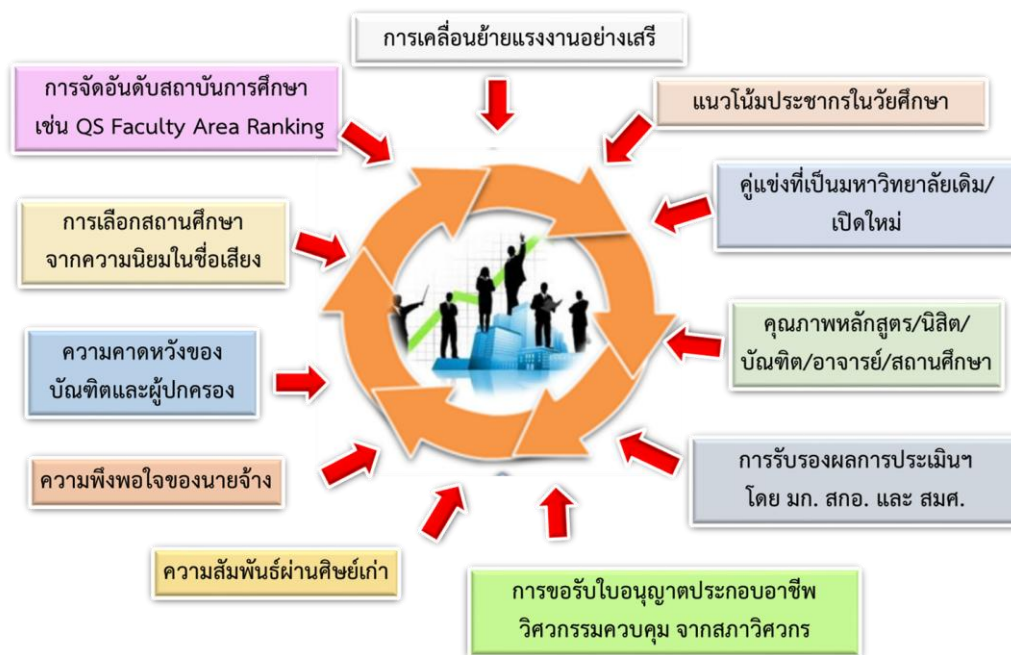 การเคลื่อนย้ายแรงงานอย่างเสรี
การจัดอันดับสถาบันการศึกษา
เช่น QS Faculty Area Ranking
แนวโน้มประชากรในวัยศึกษา
คู่แข่งที่เป็นมหาวิทยาลัยเดิม/
เปิดใหม่
การเลือกสถานศึกษา
จากความนิยมในชื่อเสียง
คุณภาพหลักสูตร/นิสิต/
บัณฑิต/อาจารย์/สถานศึกษา
ความคาดหวังของ
บัณฑิตและผู้ปกครอง
การรับรองผลการประเมินฯ
โดย มก. สกอ. และ สมศ.
ความพึงพอใจของนายจ้าง
ความสัมพันธ์ผ่านศิษย์เก่า
การขอรับใบอนุญาตประกอบอาชีพ
วิศวกรรมควบคุม จากสภาวิศวกร